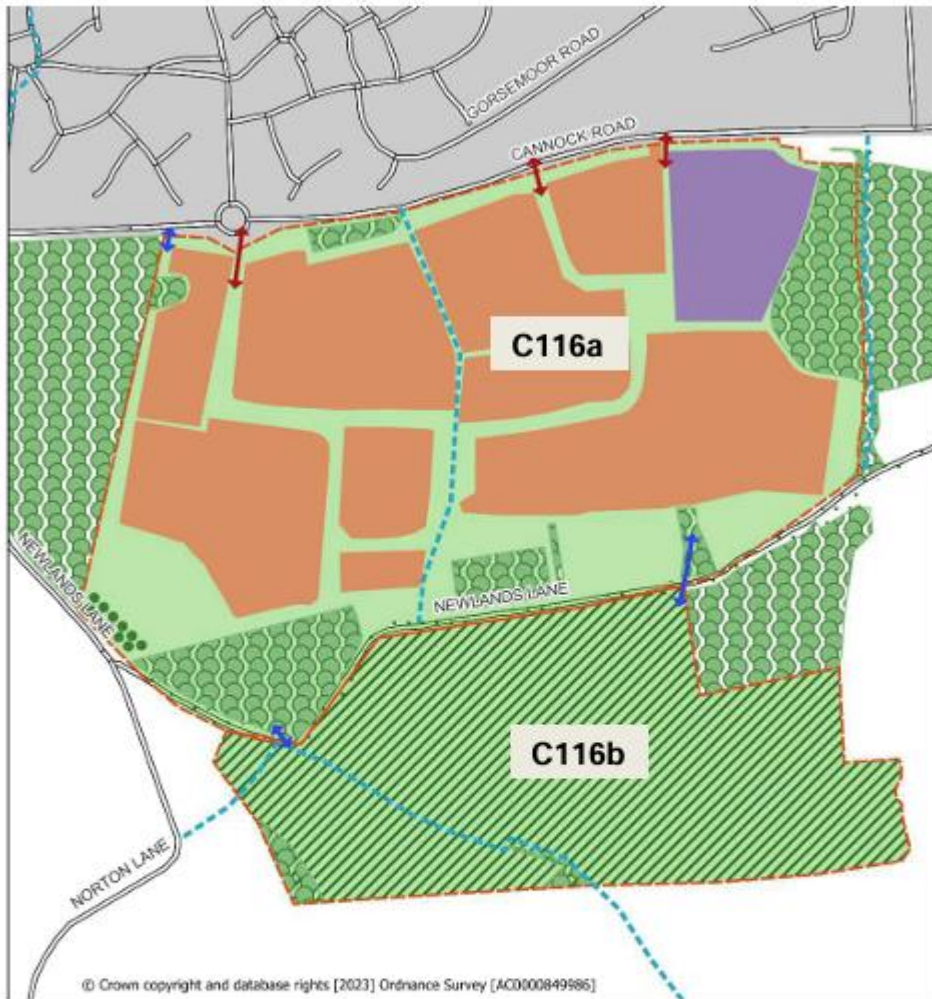 GORSEMOOR ROAD
CANNOCK ROAD
C116a
NEWLANDS LANE
NEWLANDS LANE
C116b
NORTON LANE
© Crown copyright and database rights [2023] Ordnance Survey [AC0000849986]